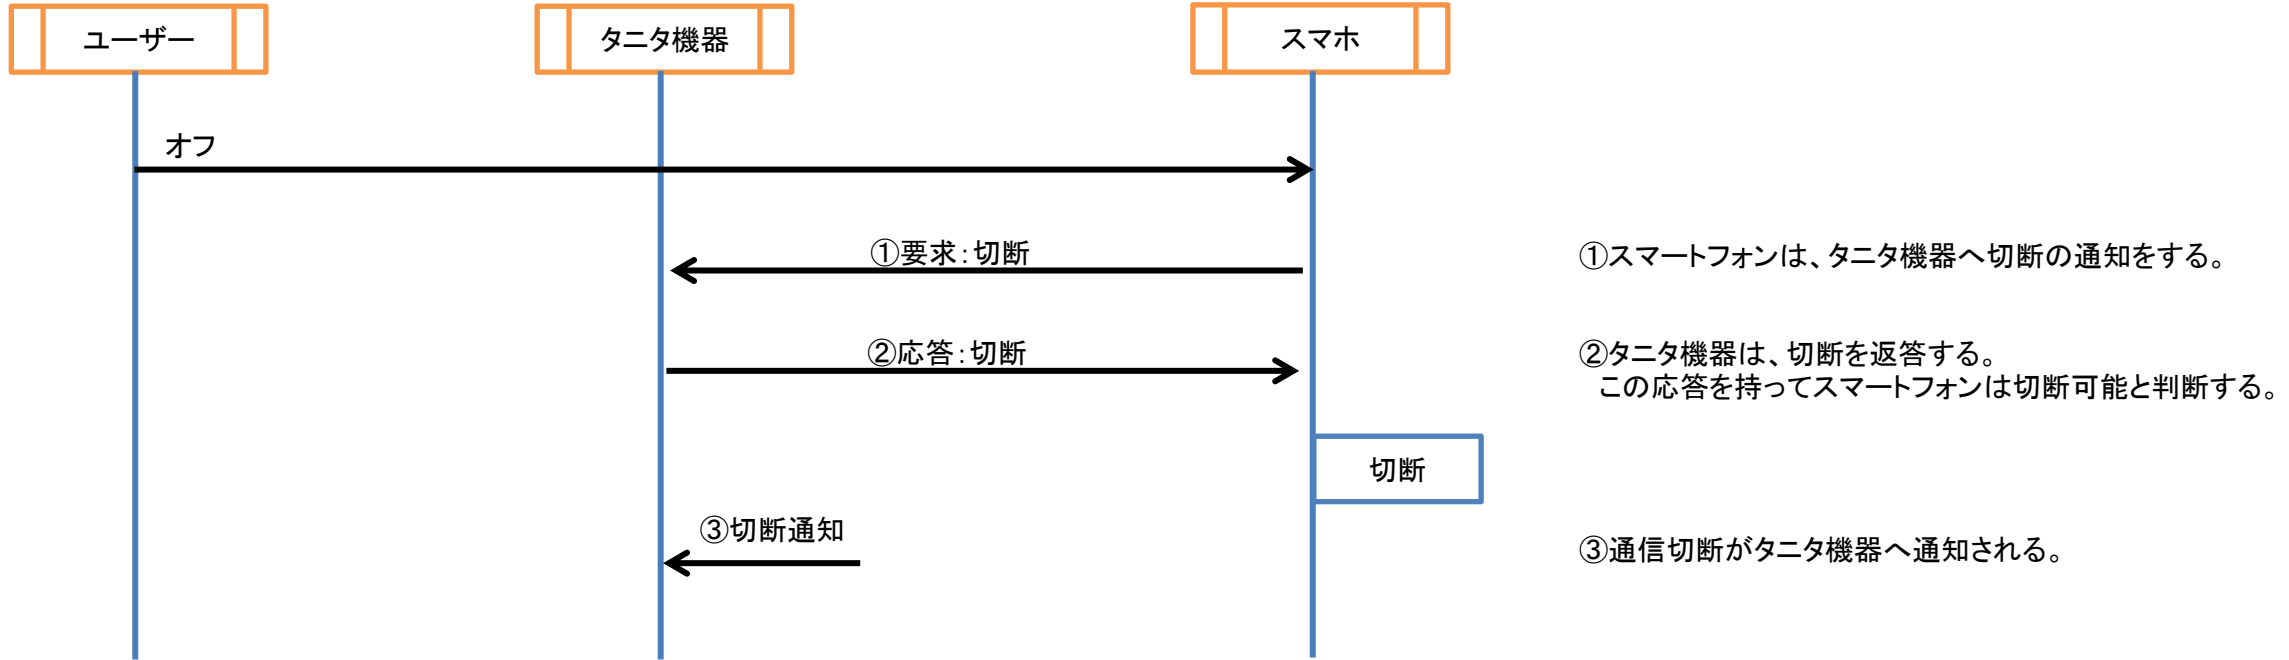 ユーザー
タニタ機器
スマホ
オフ
①要求：切断
①スマートフォンは、タニタ機器へ切断の通知をする。
②応答：切断
②タニタ機器は、切断を返答する。
この応答を持ってスマートフォンは切断可能と判断する。
切断
③切断通知
③通信切断がタニタ機器へ通知される。